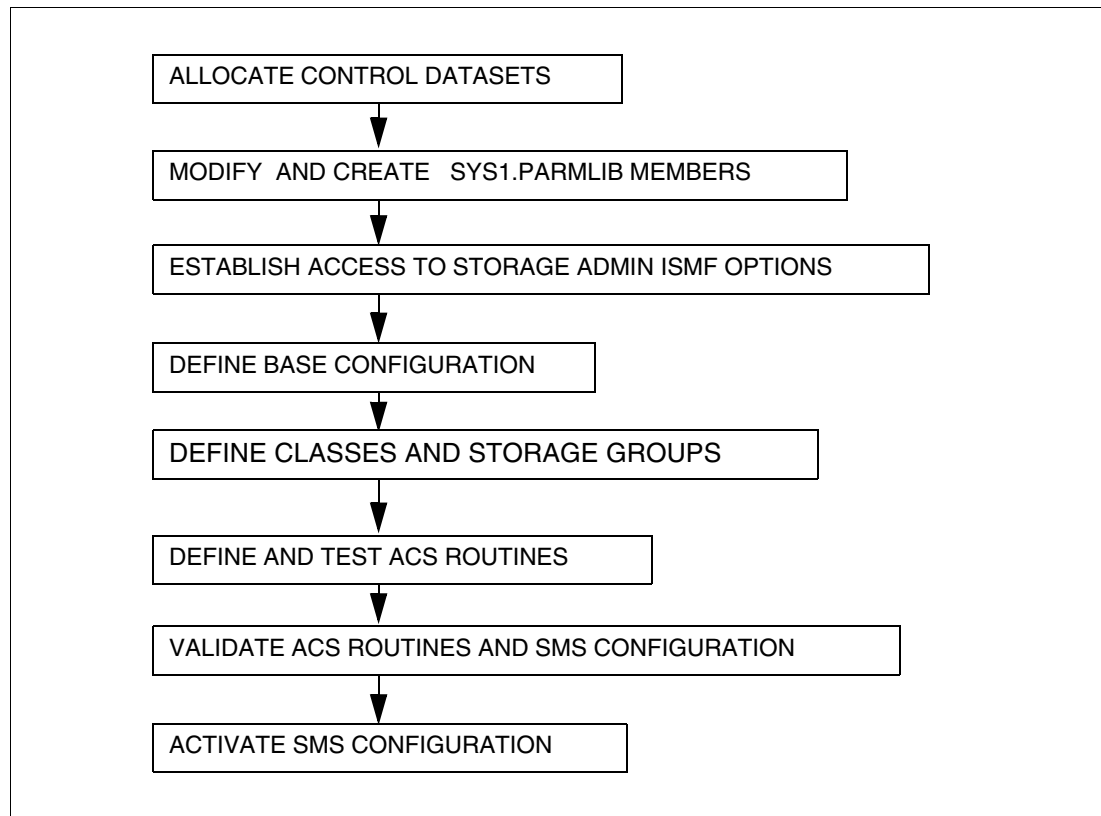 ALLOCATE CONTROL DATASETS
MODIFY AND CREATE SYS1.PARMLIB MEMBERS
ESTABLISH ACCESS TO STORAGE ADMIN ISMF OPTIONS
DEFINE BASE CONFIGURATION
DEFINE CLASSES AND STORAGE GROUPS
DEFINE AND TEST ACS ROUTINES
VALIDATE ACS ROUTINES AND SMS CONFIGURATION
ACTIVATE SMS CONFIGURATION